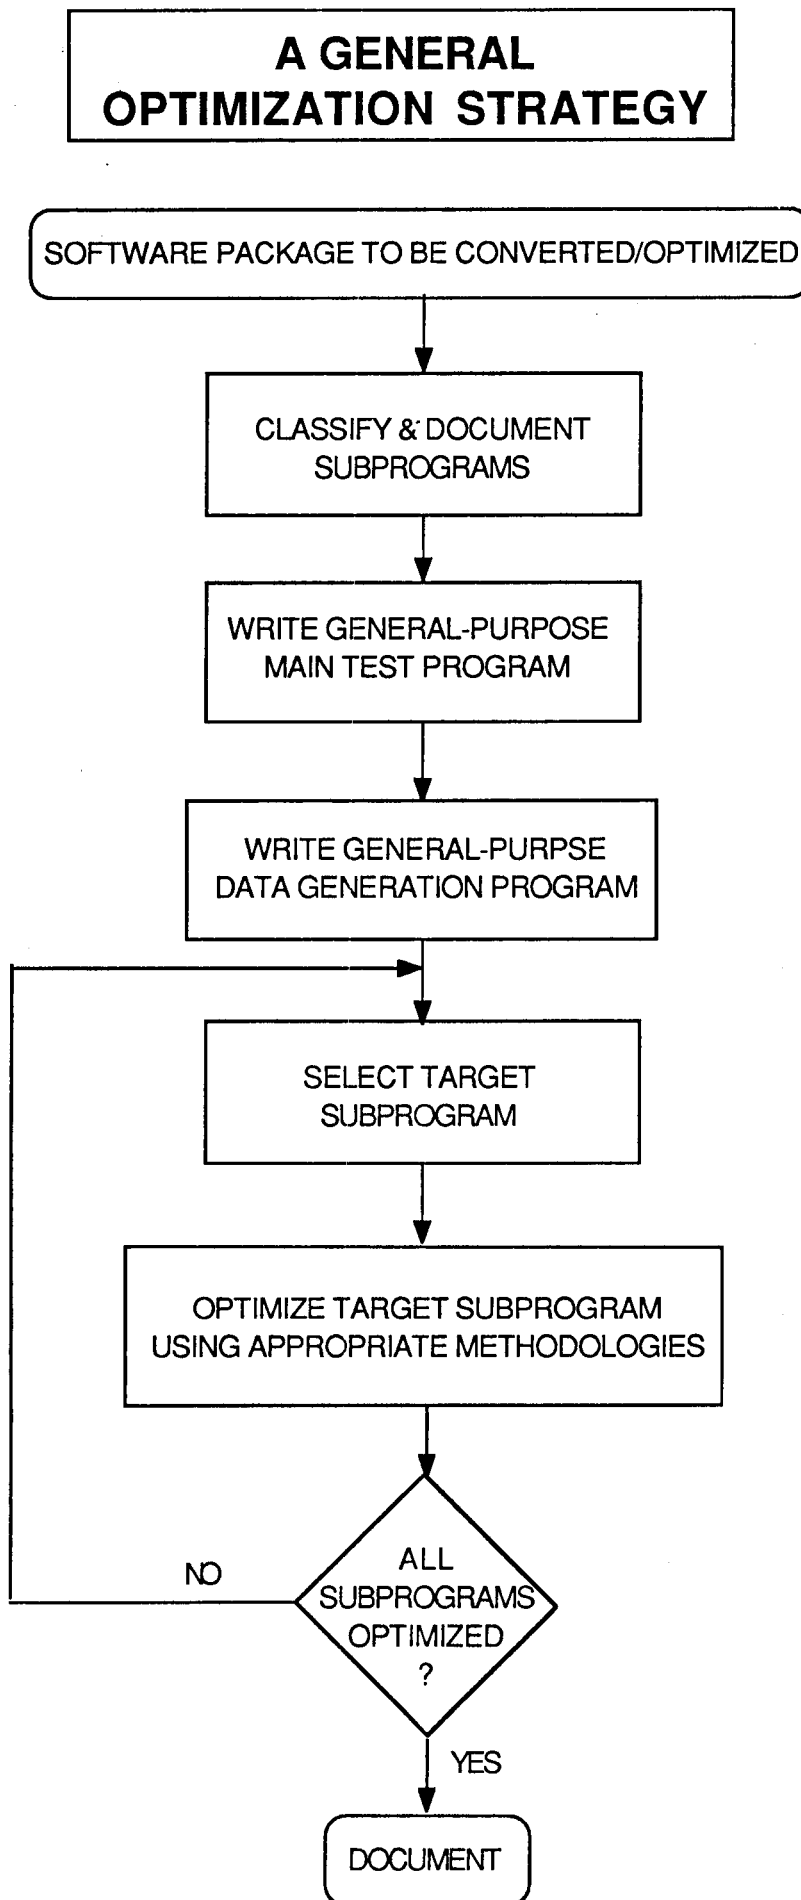 A GENERAL
OPTIMIZATION STRATEGY
SOFTWARE PACKAGE TO BE CONVERTED/OPTIMIZED
CLASSIFY & DOCUMENT
SUBPROGRAMS
WRITE GENERAL-PURPOSE
MAIN TEST PROGRAM
WRITE GENERAL-PURPSE
DATA GENERATION PROGRAM
SELECT TARGET
SUBPROGRAM
OPTIMIZE TARGET SUBPROGRAM
USING APPROPRIATE METHODOLOGIES
ALL
SUBPROGRAMS
OPTIMIZED
?
NO
YES
DOCUMENT